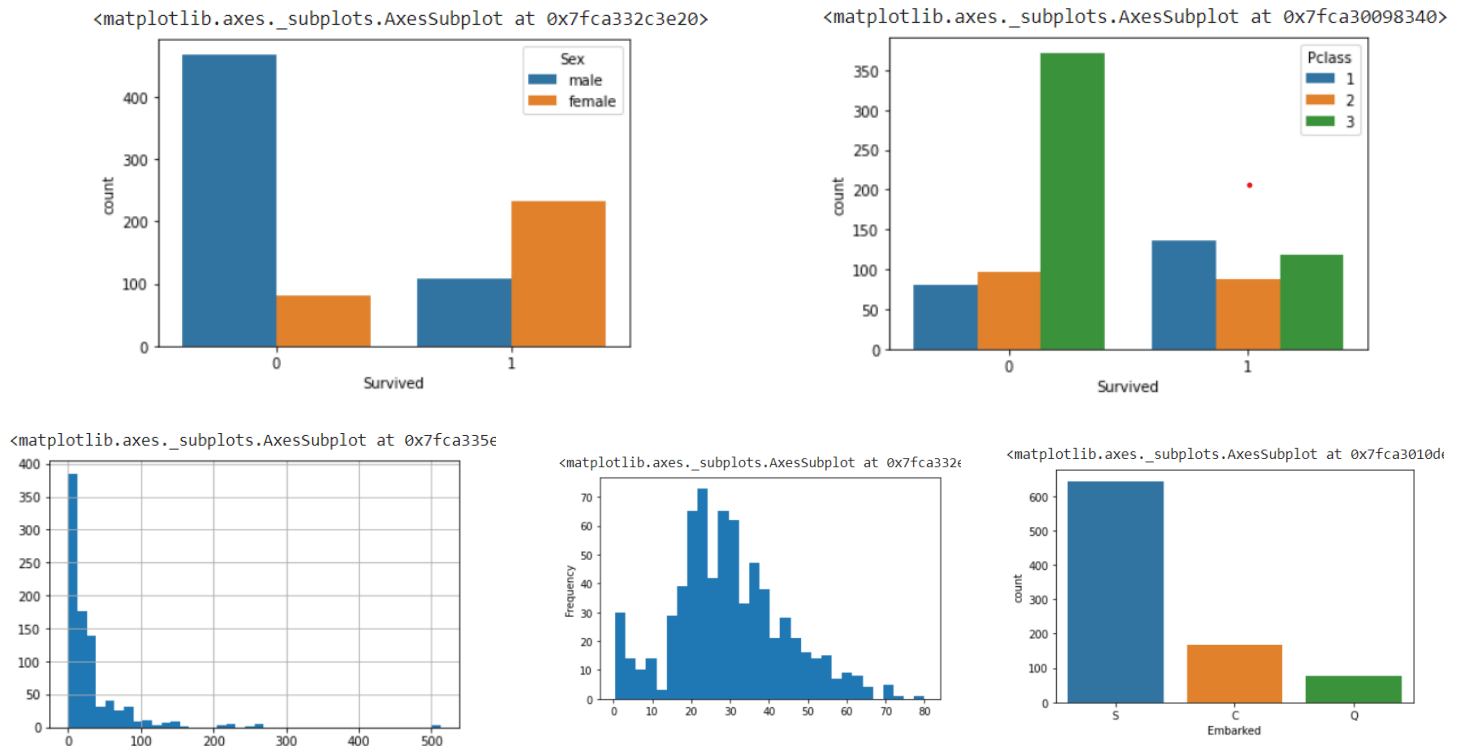 <matplotlib.axes._subplots.AxesSubplot at 0x7fca332c3e20>
Sex
male
female
400
300
200
100
0
count
0 1
Survived
<matplotlib.axes._subplots.AxesSubplot at 0x7fca30098340>
Pclass
1
2
3
350
300
250
200
150
100
50
0
count
0 1
Survived
<matplotlib.axes._subplots.AxesSubplot at 0x7fca335e
400
350
300
250
200
150
100
50
0
0 100 200 300 400 500
<matplotlib.axes._subplots.AxesSubplot at 0x7fca332e
70
60
50
40
30
20
10
0
Frequency
0 10 20 30 40 50 60 70 80
<matplotlib.axes._subplots.AxesSubplot at 0x7fca3010de
600
500
400
300
200
100
0
count
S C Q
Embarked